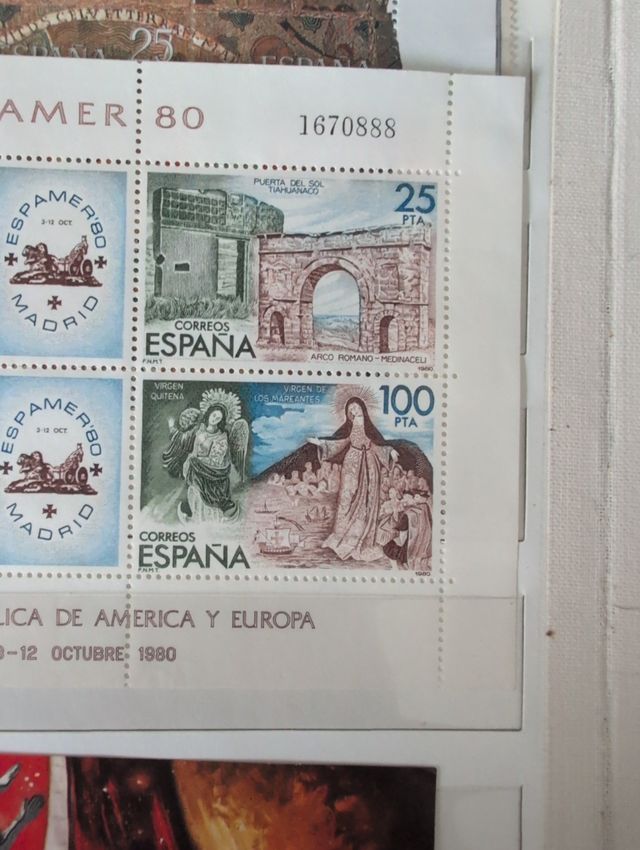 ESPAÑA 25 ESPAÑA
AMER 80
1670888
ESPAMER'80
3-12 OCT.
MADRID
PUERTA DEL SOL
TIAHUANACO
25
PTA
CORREOS
ESPAÑA
ARCO ROMANO-MEDINACELI
F.N.M.T
1980
ESPAMER'80
3-12 OCT.
MADRID
VIRGEN
QUITEÑA
VIRGEN DE
LOS MAREANTES
100
PTA
CORREOS
ESPAÑA
F.N.M.T
1980
LICA DE AMERICA Y EUROPA
-12 OCTUBRE 1980